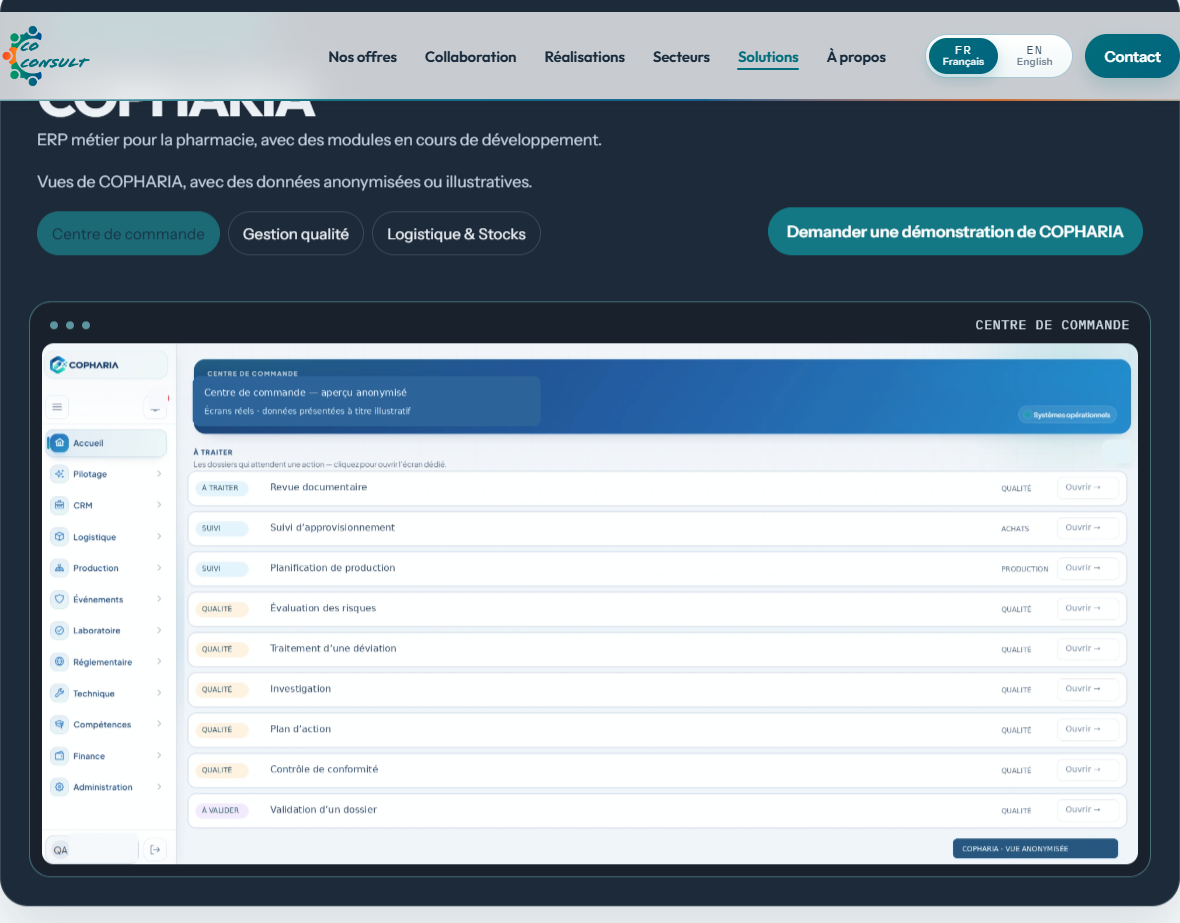 CO
CONSULT
Nos offres
Collaboration
Réalisations
Secteurs
Solutions
À propos
FR
Français
EN
English
Contact
COPHARIA
ERP métier pour la pharmacie, avec des modules en cours de développement.
Vues de COPHARIA, avec des données anonymisées ou illustratives.
Centre de commande
Gestion qualité
Logistique & Stocks
Demander une démonstration de COPHARIA
CENTRE DE COMMANDE
COPHARIA
CENTRE DE COMMANDE
Centre de commande — aperçu anonymisé
Écrans réels · données présentées à titre illustratif
Systèmes opérationnels
Accueil
Pilotage
CRM
Logistique
Production
Événements
Laboratoire
Réglementaire
Technique
Compétences
Finance
Administration
QA
À TRAITER
Les dossiers qui attendent une action — cliquez pour ouvrir l'écran dédié.
À TRAITER Revue documentaire QUALITÉ Ouvrir →
SUIVI Suivi d'approvisionnement ACHATS Ouvrir →
SUIVI Planification de production PRODUCTION Ouvrir →
QUALITÉ Évaluation des risques QUALITÉ Ouvrir →
QUALITÉ Traitement d'une déviation QUALITÉ Ouvrir →
QUALITÉ Investigation QUALITÉ Ouvrir →
QUALITÉ Plan d'action QUALITÉ Ouvrir →
QUALITÉ Contrôle de conformité QUALITÉ Ouvrir →
À VALIDER Validation d'un dossier QUALITÉ Ouvrir →
COPHARIA · VUE ANONYMISÉE